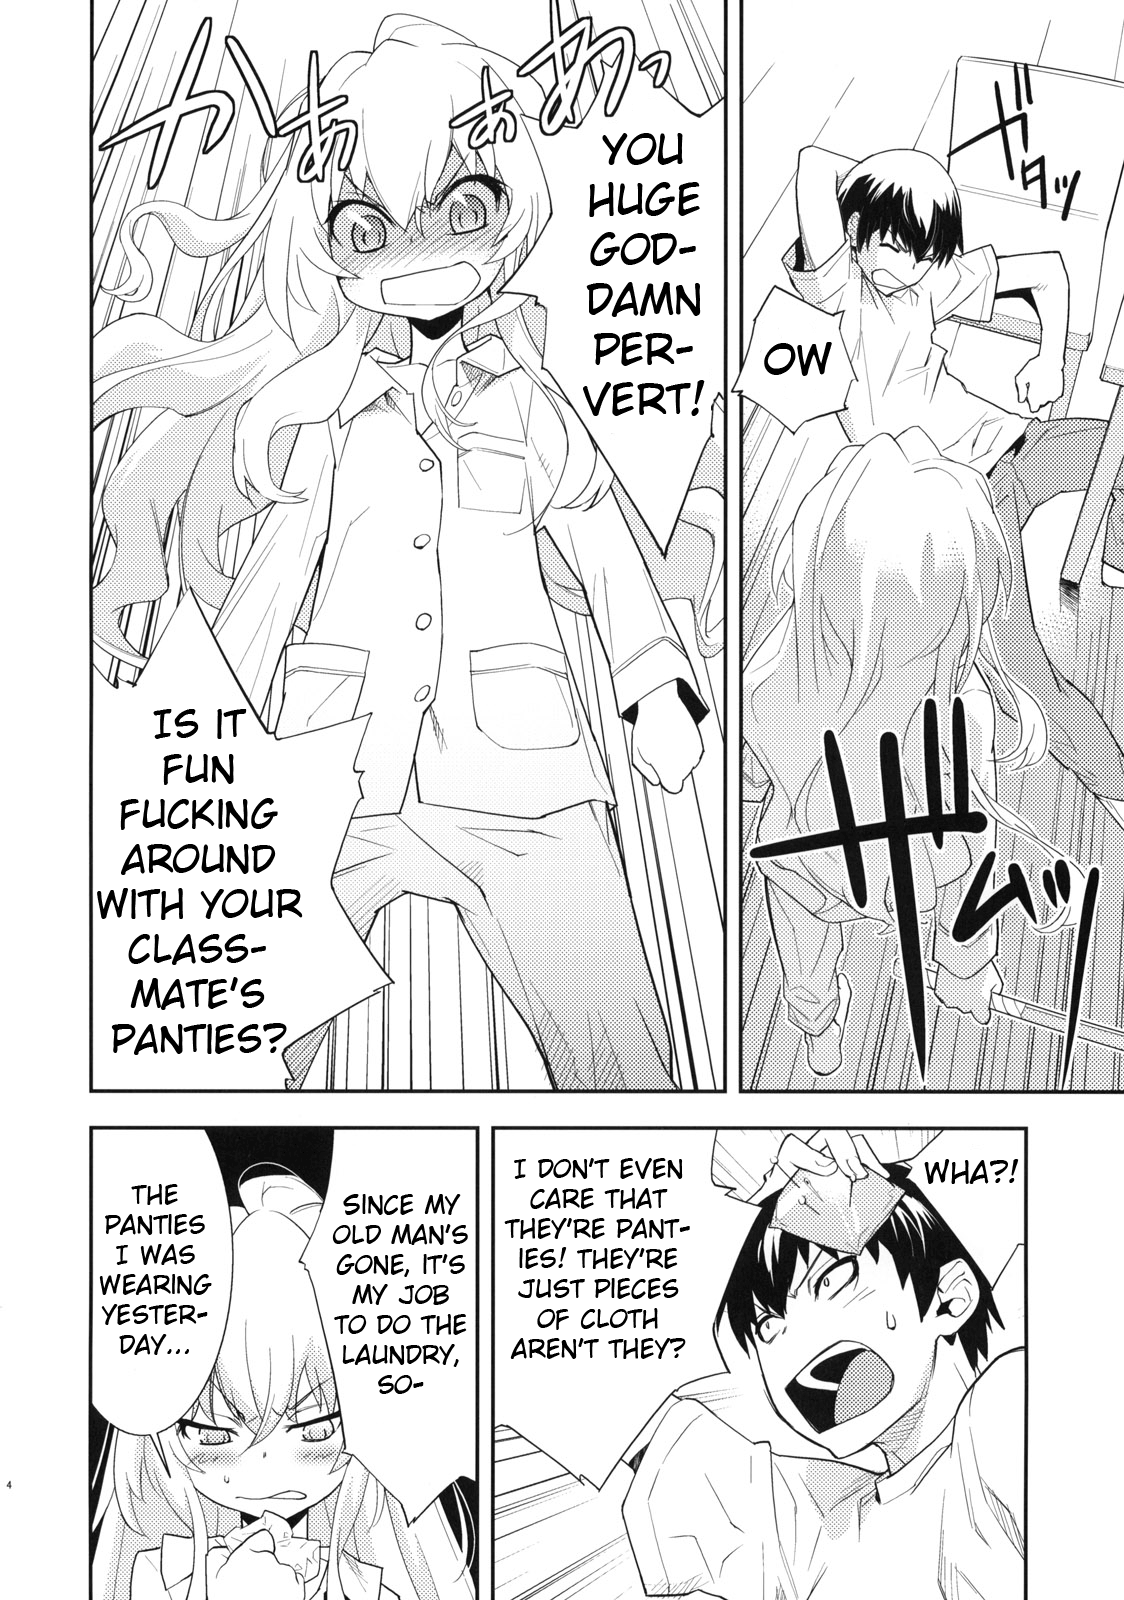 ドタッ
OW
ザムッ
かぁぁあっ
YOU
HUGE
GOD-
DAMN
PER-
VERT!
IS IT
FUN
FUCKING
AROUND
WITH YOUR
CLASS-
MATE'S
PANTIES?
WHA?!
I DON'T EVEN
CARE THAT
THEY'RE PANT-
IES! THEY'RE
JUST PIECES
OF CLOTH
AREN'T THEY?
SINCE MY
OLD MAN'S
GONE, IT'S
MY JOB
TO DO THE
LAUNDRY,
SO-
THE
PANTIES
I WAS
WEARING
YESTER-
DAY...
4